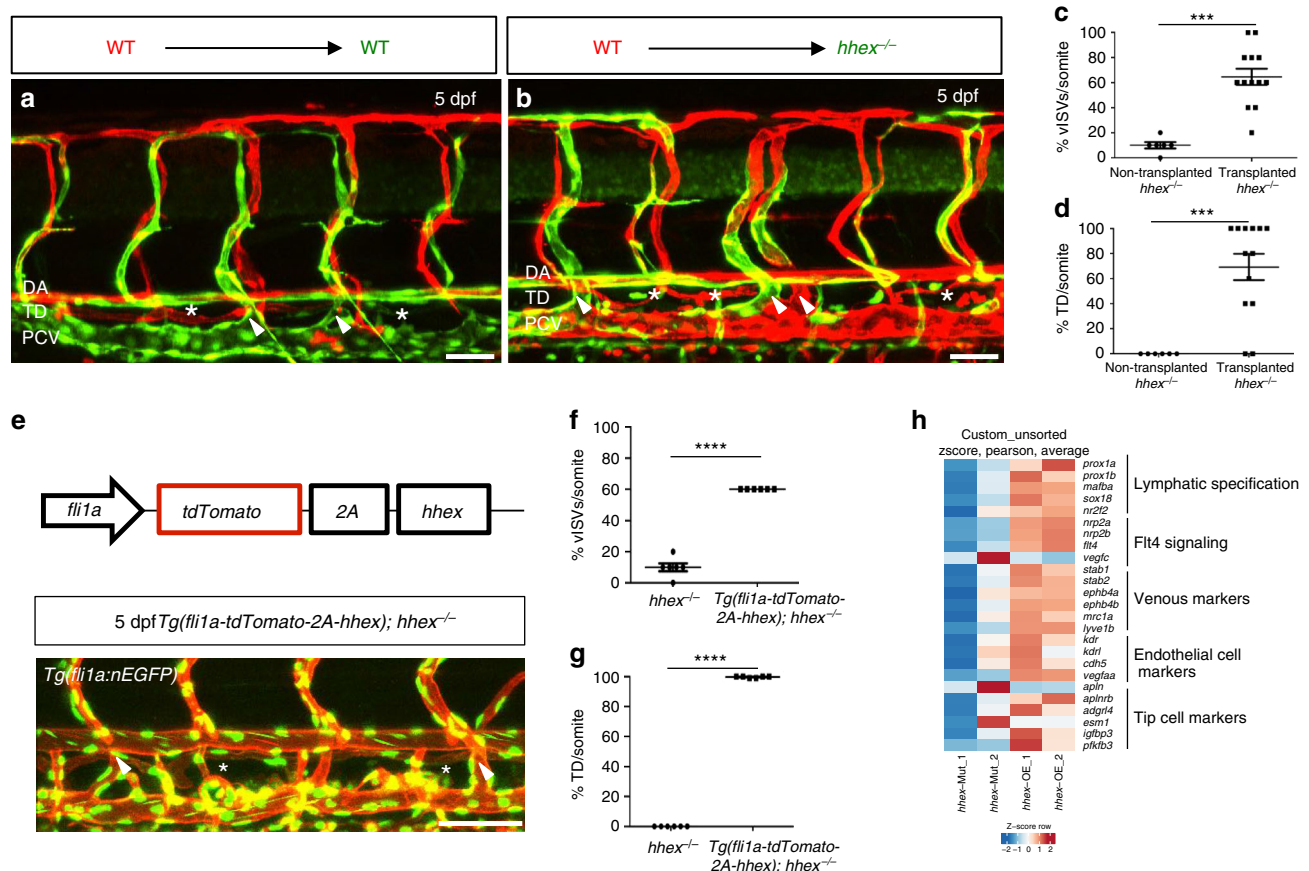 WT WT
WT hhex–/–
a
5 dpf
DA
TD
PCV
b
5 dpf
DA
TD
PCV
c
***
% vISVs/somite
100
80
60
40
20
0
Non-transplanted
hhex–/–
Transplanted
hhex–/–
d
***
% TD/somite
100
80
60
40
20
0
Non-transplanted
hhex–/–
Transplanted
hhex–/–
e
fli1a
tdTomato
2A
hhex
5 dpf Tg(fli1a-tdTomato-2A-hhex); hhex–/–
Tg(fli1a:nEGFP)
f
****
% vISVs/somite
100
80
60
40
20
0
hhex–/–
Tg(fli1a-tdTomato-
2A-hhex); hhex–/–
g
****
% TD/somite
100
80
60
40
20
0
hhex–/–
Tg(fli1a-tdTomato-
2A-hhex); hhex–/–
h
Custom_unsorted
zscore, pearson, average
prox1a
prox1b
mafba
sox18
nr2f2
Lymphatic specification
nrp2a
nrp2b
flt4
vegfc
Flt4 signaling
stab1
stab2
ephb4a
ephb4b
mrc1a
lyve1b
Venous markers
kdr
kdrl
cdh5
vegfaa
Endothelial cell
markers
apln
aplnrb
adgrl4
esm1
igfbp3
pfkfb3
Tip cell markers
hhex–Mut_1
hhex–Mut_2
hhex–OE_1
hhex–OE_2
Z–score row
–2 –1 0 1 2